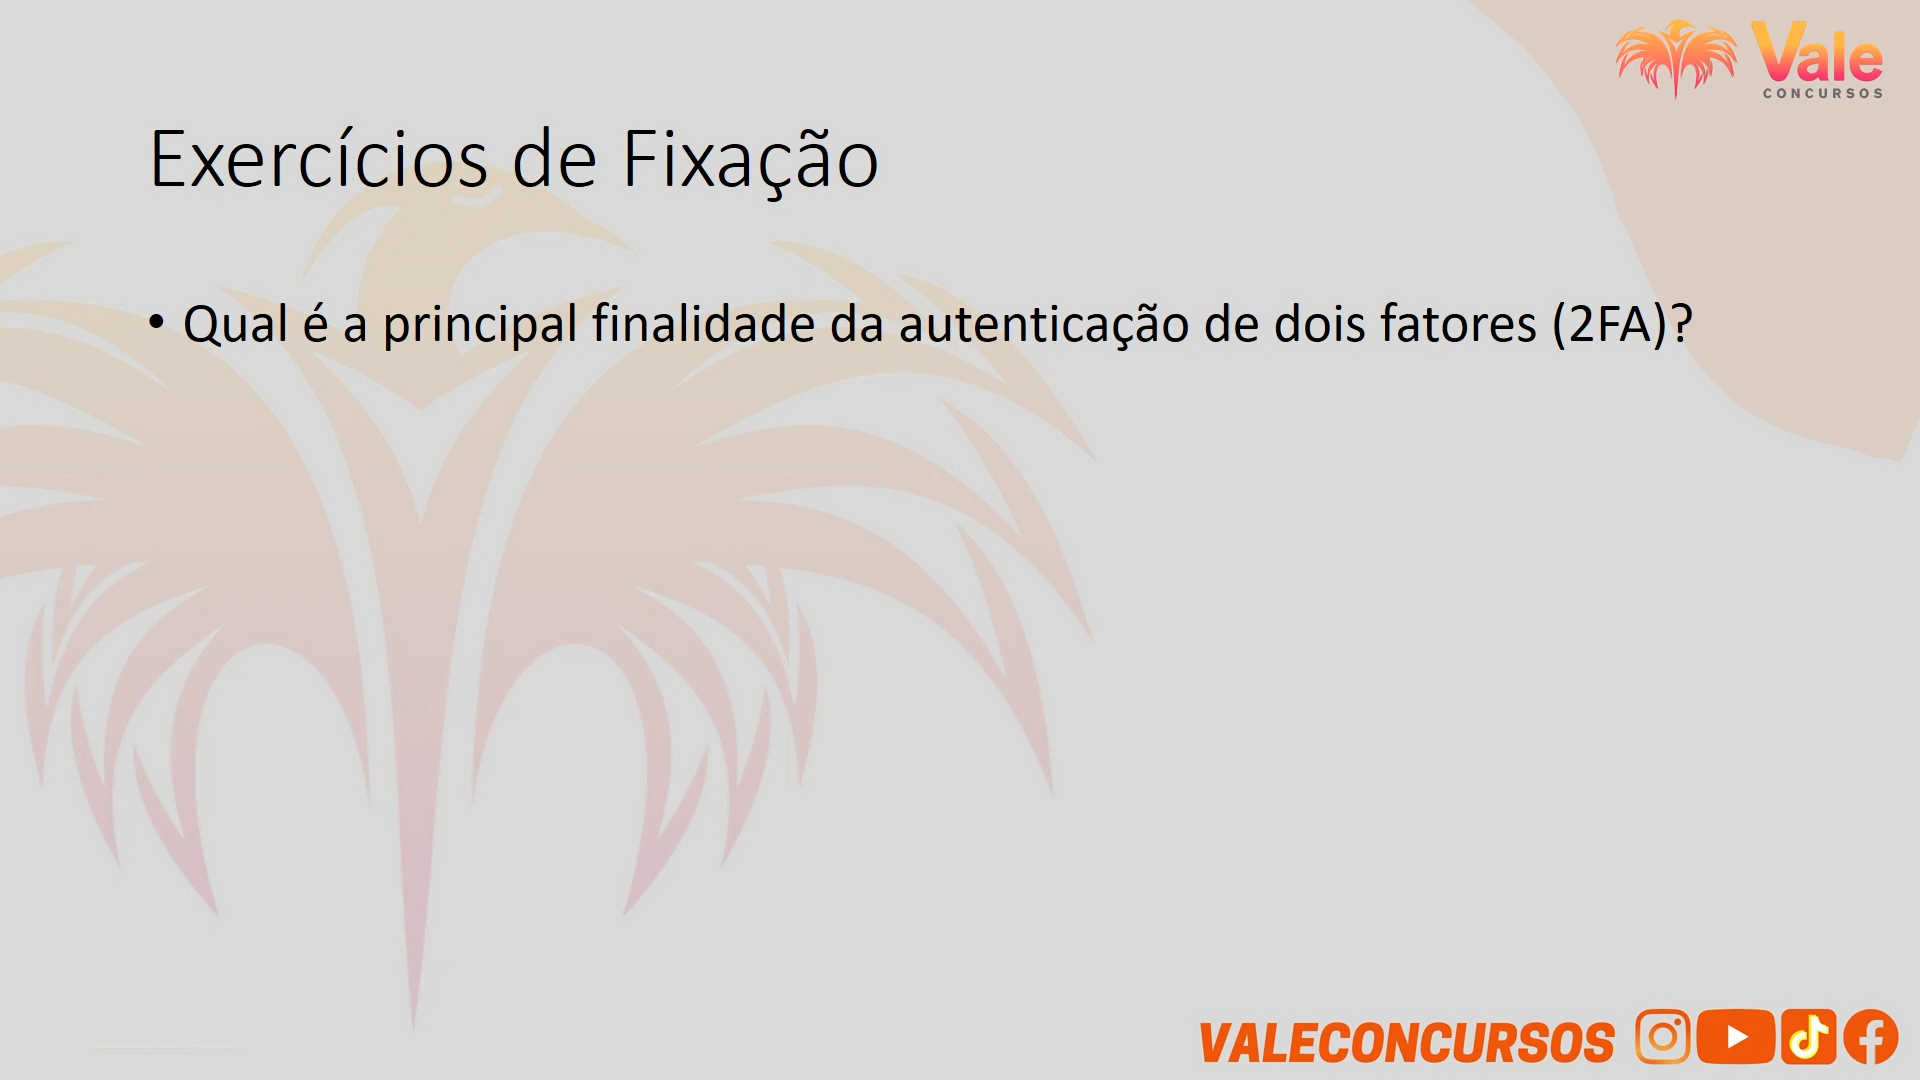 Vale
CONCURSOS
Exercícios de Fixação
• Qual é a principal finalidade da autenticação de dois fatores (2FA)?
VALECONCURSOS